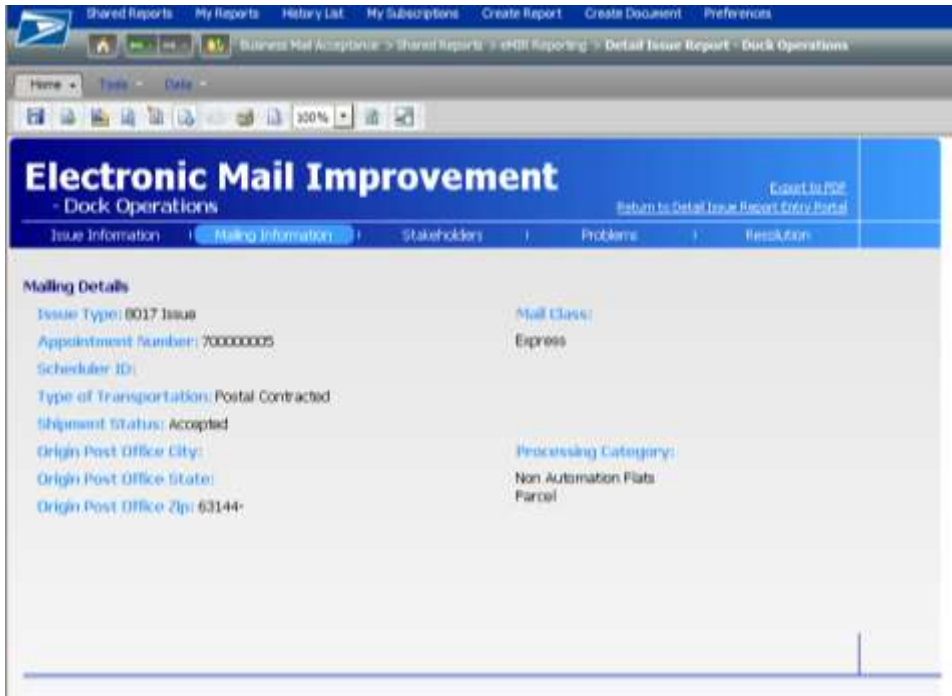 Shared Reports My Reports History List My Subscriptions Create Report Create Document Preferences
Business Mail Acceptance > Shared Reports > eMIR Reporting > Detail Issue Report - Dock Operations
Home Tools Data
100%
Electronic Mail Improvement
- Dock Operations
Export to PDF
Return to Detail Issue Report Entry Portal
Issue Information Mailing Information Stakeholders Problems Resolution
Mailing Details
Issue Type: 8017 Issue
Mail Class:
Appointment Number: 700000005
Express
Scheduler ID:
Type of Transportation: Postal Contracted
Shipment Status: Accepted
Origin Post Office City:
Processing Category:
Origin Post Office State:
Non Automation Flats
Parcel
Origin Post Office Zip: 63144-